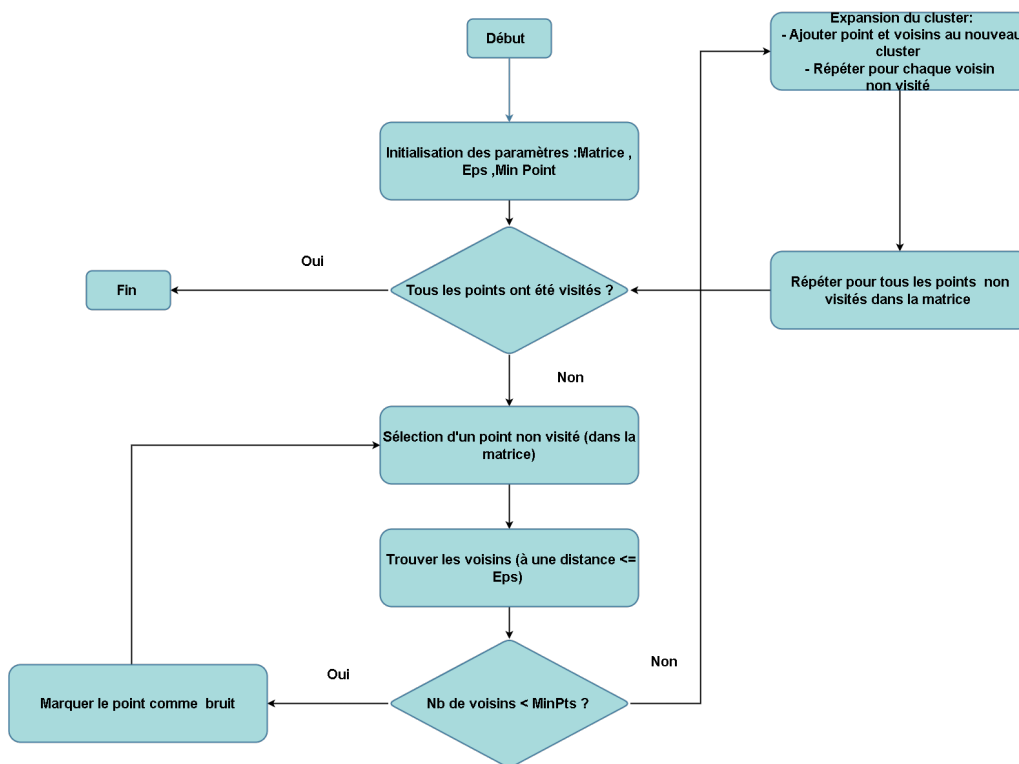 Début
Expansion du cluster:
- Ajouter point et voisins au nouveau
cluster
- Répéter pour chaque voisin
non visité
Initialisation des paramètres :Matrice ,
Eps ,Min Point
Oui
Fin
Tous les points ont été visités ?
Répéter pour tous les points non
visités dans la matrice
Non
Sélection d'un point non visité (dans la
matrice)
Trouver les voisins (à une distance <=
Eps)
Oui
Non
Marquer le point comme bruit
Nb de voisins < MinPts ?